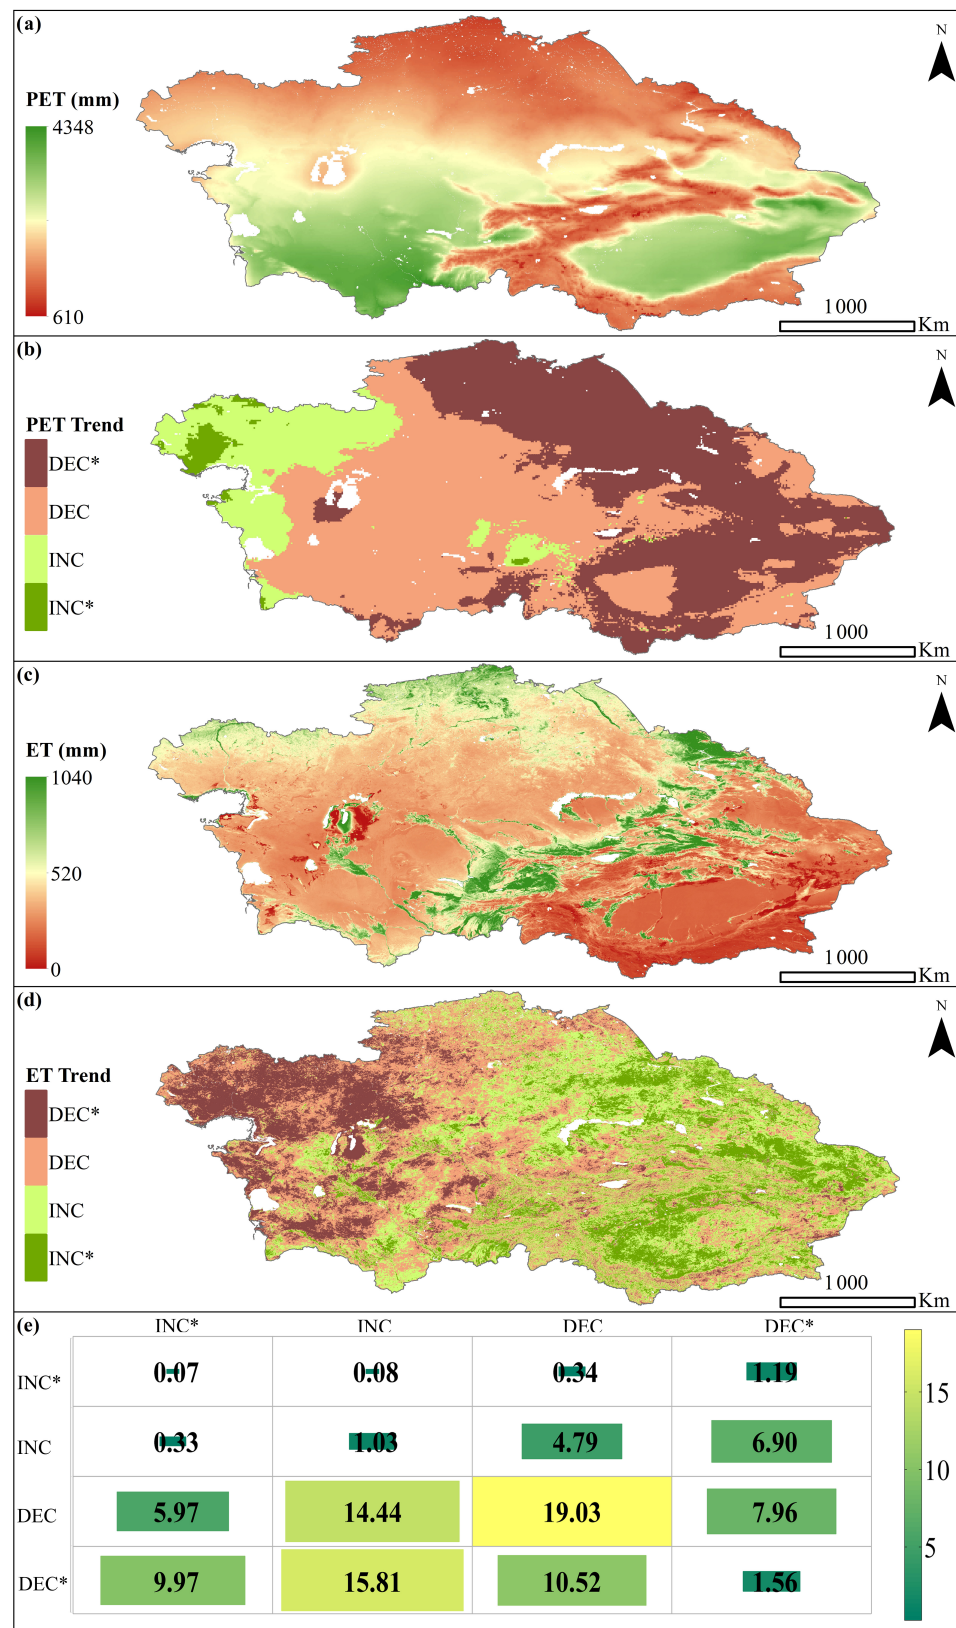 (a)
N
PET (mm)
4348
610
1000
Km
(b)
N
PET Trend
DEC*
DEC
INC
INC*
1000
Km
(c)
N
ET (mm)
1040
520
0
1000
Km
(d)
N
ET Trend
DEC*
DEC
INC
INC*
1000
Km
(e)
INC* INC DEC DEC*
INC* 0.07 0.08 0.34 1.19
INC 0.33 1.03 4.79 6.90
DEC 5.97 14.44 19.03 7.96
DEC* 9.97 15.81 10.52 1.56
15
10
5